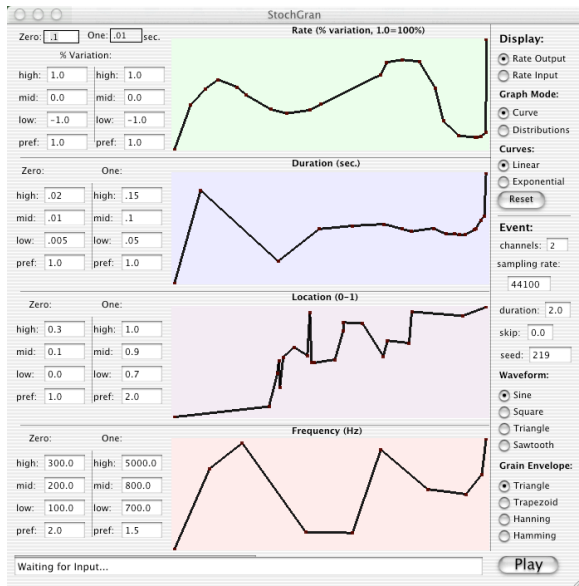 StochGran
Zero: .1 One: .01 sec.
% Variation:
high: 1.0 high: 1.0
mid: 0.0 mid: 0.0
low: -1.0 low: -1.0
pref: 1.0 pref: 1.0
Rate (% variation, 1.0=100%)
Zero: One:
high: .02 high: .15
mid: .01 mid: .1
low: .005 low: .05
pref: 1.0 pref: 1.0
Duration (sec.)
Zero: One:
high: 0.3 high: 1.0
mid: 0.1 mid: 0.9
low: 0.0 low: 0.7
pref: 1.0 pref: 2.0
Location (0-1)
Zero: One:
high: 300.0 high: 5000.0
mid: 200.0 mid: 800.0
low: 100.0 low: 700.0
pref: 2.0 pref: 1.5
Frequency (Hz)
Display:
Rate Output
Rate Input
Graph Mode:
Curve
Distributions
Curves:
Linear
Exponential
Reset
Event:
channels: 2
sampling rate:
44100
duration: 2.0
skip: 0.0
seed: 219
Waveform:
Sine
Square
Triangle
Sawtooth
Grain Envelope:
Triangle
Trapezoid
Hanning
Hamming
Waiting for Input...
Play